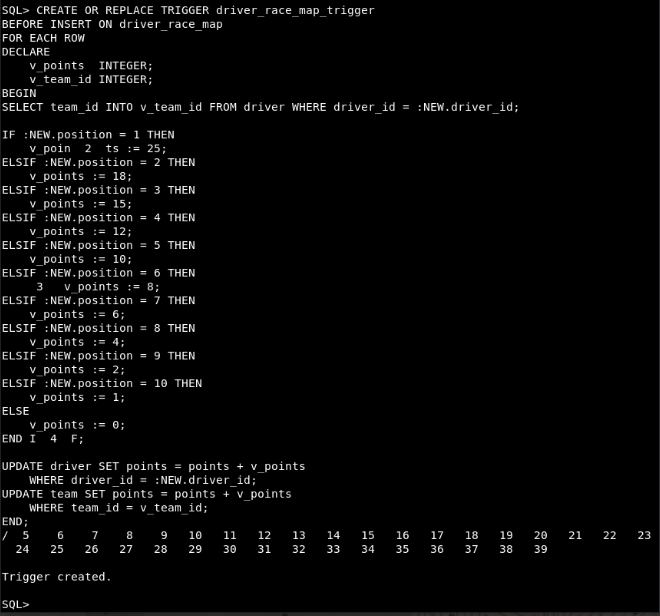 SQL> CREATE OR REPLACE TRIGGER driver_race_map_trigger
BEFORE INSERT ON driver_race_map
FOR EACH ROW
DECLARE
    v_points  INTEGER;
    v_team_id INTEGER;
BEGIN
SELECT team_id INTO v_team_id FROM driver WHERE driver_id = :NEW.driver_id;

IF :NEW.position = 1 THEN
    v_poin  2  ts := 25;
ELSIF :NEW.position = 2 THEN
    v_points := 18;
ELSIF :NEW.position = 3 THEN
    v_points := 15;
ELSIF :NEW.position = 4 THEN
    v_points := 12;
ELSIF :NEW.position = 5 THEN
    v_points := 10;
ELSIF :NEW.position = 6 THEN
     3   v_points := 8;
ELSIF :NEW.position = 7 THEN
    v_points := 6;
ELSIF :NEW.position = 8 THEN
    v_points := 4;
ELSIF :NEW.position = 9 THEN
    v_points := 2;
ELSIF :NEW.position = 10 THEN
    v_points := 1;
ELSE
    v_points := 0;
END I  4  F;

UPDATE driver SET points = points + v_points
    WHERE driver_id = :NEW.driver_id;
UPDATE team SET points = points + v_points
    WHERE team_id = v_team_id;
END;
/  5    6    7    8    9   10   11   12   13   14   15   16   17   18   19   20   21   22   23
  24   25   26   27   28   29   30   31   32   33   34   35   36   37   38   39

Trigger created.

SQL>